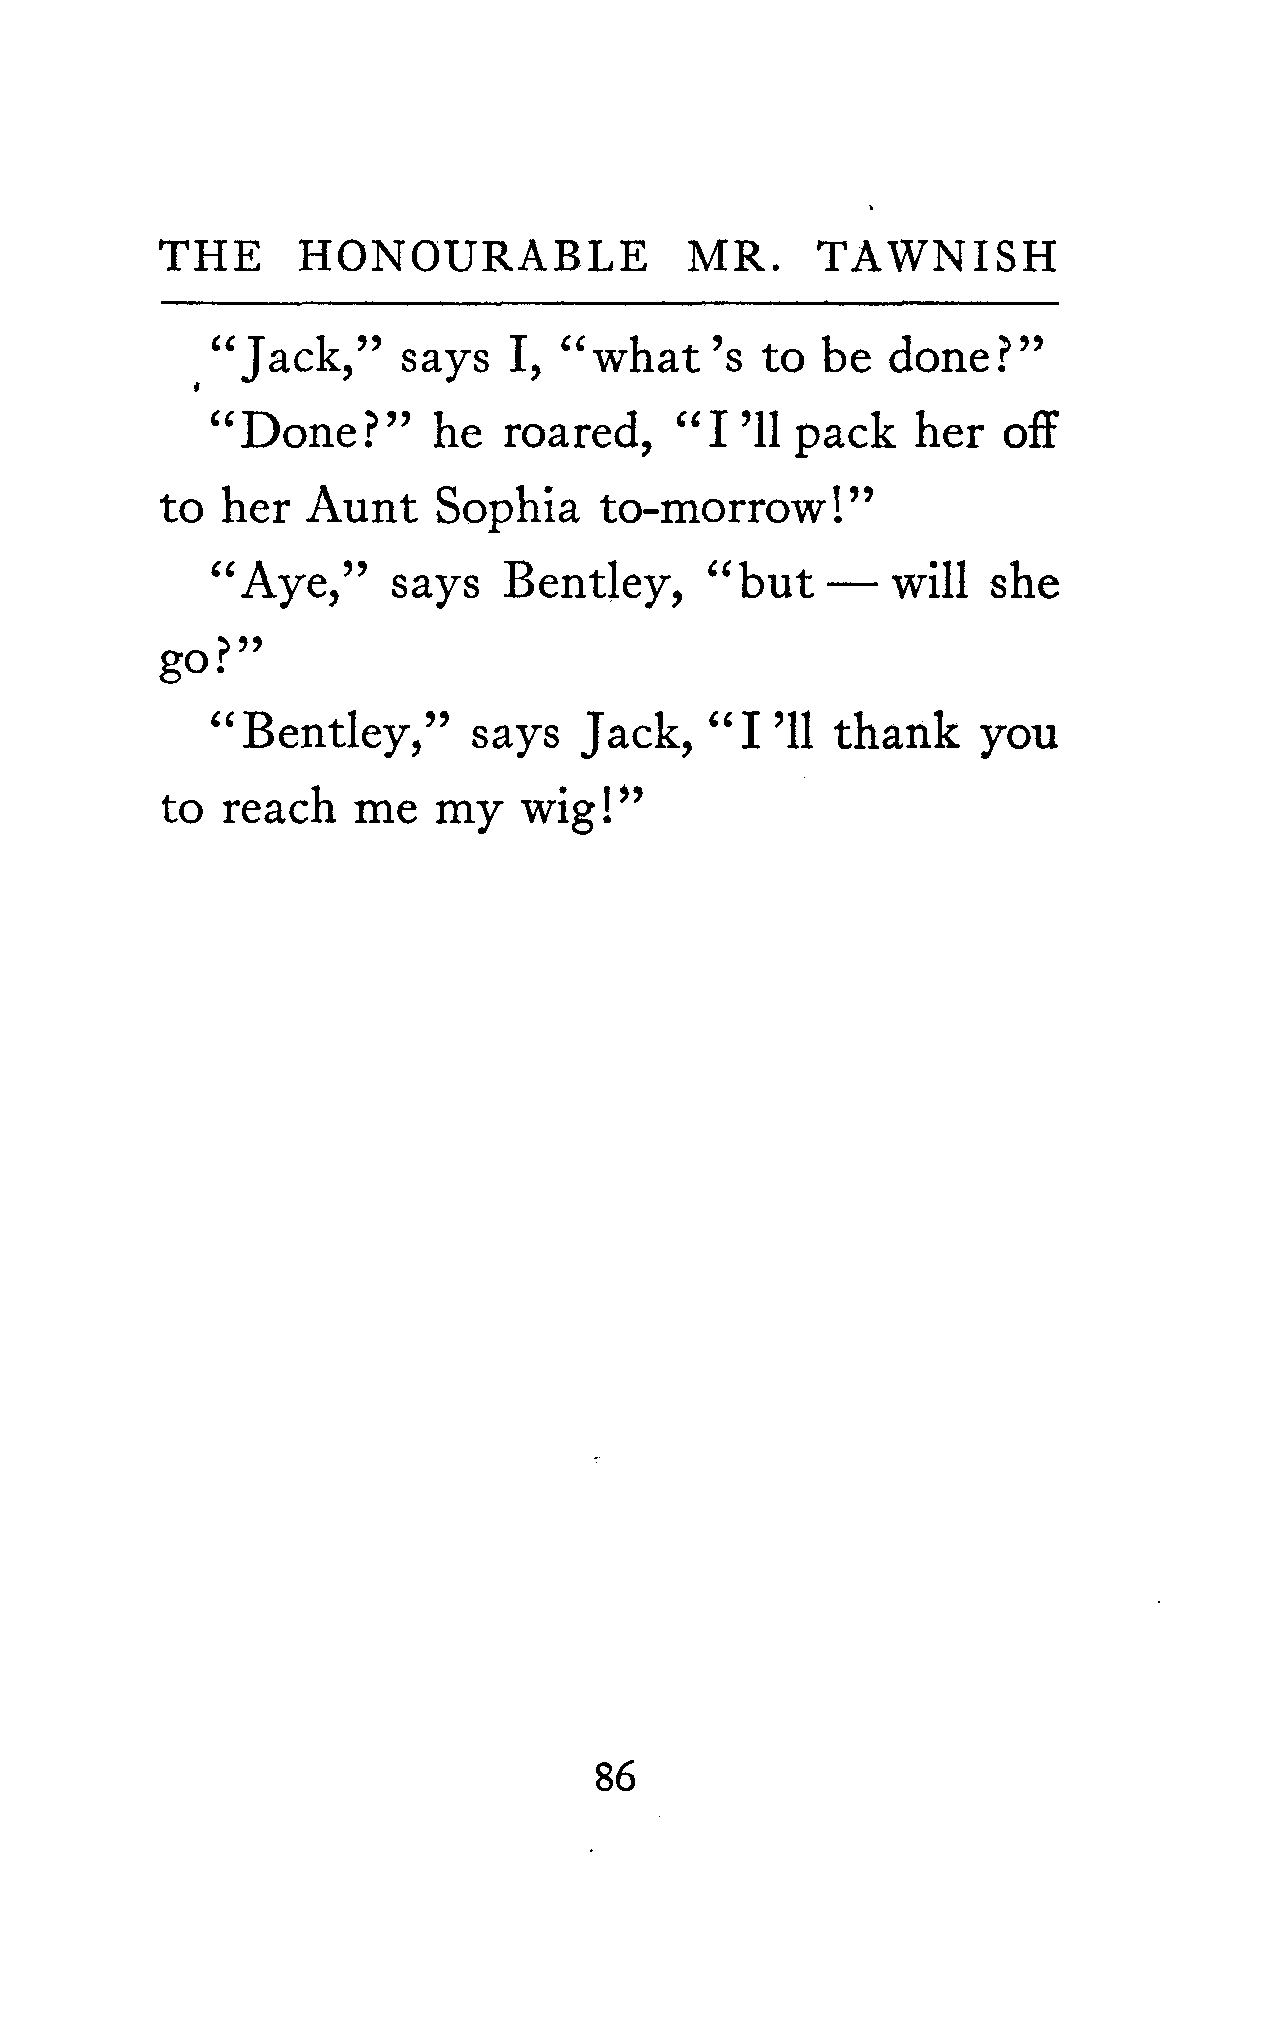 THE HONOURABLE MR. TAWNISH
"Jack," says I, "what 's to be done?"
"Done?" he roared, "I 'll pack her off
to her Aunt Sophia to-morrow!"
"Aye," says Bentley, "but — will she
go?"
"Bentley," says Jack, "I 'll thank you
to reach me my wig!"
86